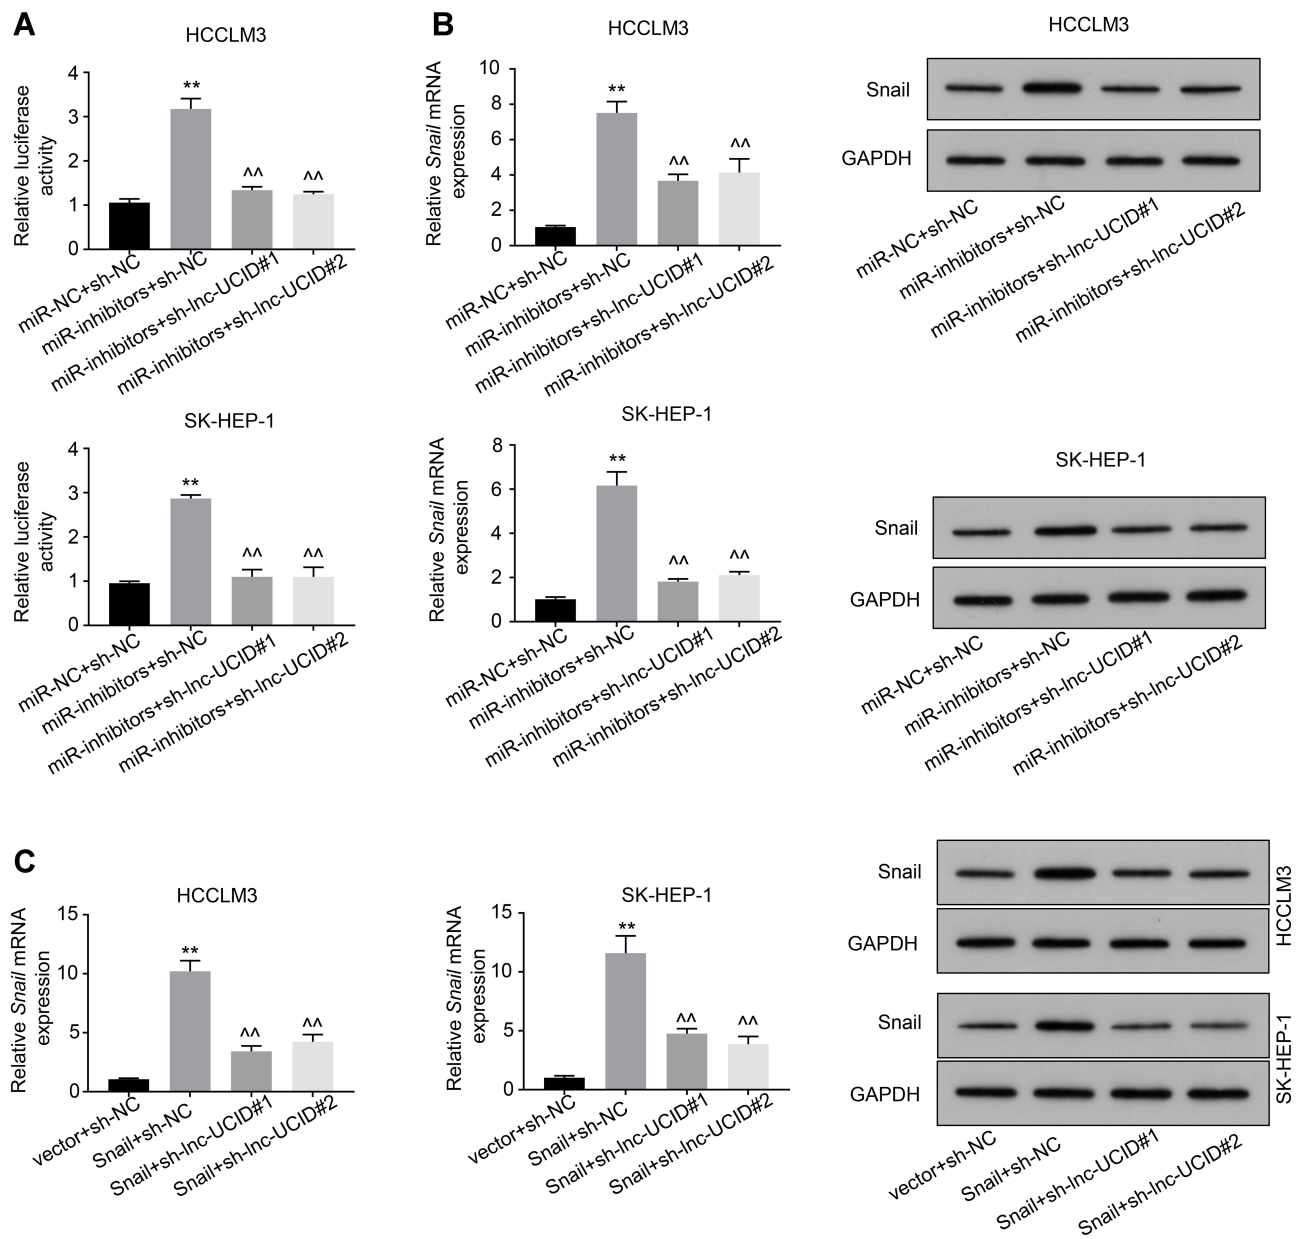 A
HCCLM3
Relative luciferase
activity
4
3
2
1
0
**
^^
^^
miR-NC+sh-NC
miR-inhibitors+sh-NC
miR-inhibitors+sh-lnc-UCID#1
miR-inhibitors+sh-lnc-UCID#2
SK-HEP-1
Relative luciferase
activity
4
3
2
1
0
**
^^
^^
miR-NC+sh-NC
miR-inhibitors+sh-NC
miR-inhibitors+sh-lnc-UCID#1
miR-inhibitors+sh-lnc-UCID#2
B
HCCLM3
Relative Snail mRNA
expression
10
8
6
4
2
0
**
^^
^^
miR-NC+sh-NC
miR-inhibitors+sh-NC
miR-inhibitors+sh-lnc-UCID#1
miR-inhibitors+sh-lnc-UCID#2
HCCLM3
Snail
GAPDH
miR-NC+sh-NC
miR-inhibitors+sh-NC
miR-inhibitors+sh-lnc-UCID#1
miR-inhibitors+sh-lnc-UCID#2
SK-HEP-1
Relative Snail mRNA
expression
8
6
4
2
0
**
^^
^^
miR-NC+sh-NC
miR-inhibitors+sh-NC
miR-inhibitors+sh-lnc-UCID#1
miR-inhibitors+sh-lnc-UCID#2
SK-HEP-1
Snail
GAPDH
miR-NC+sh-NC
miR-inhibitors+sh-NC
miR-inhibitors+sh-lnc-UCID#1
miR-inhibitors+sh-lnc-UCID#2
C
HCCLM3
Relative Snail mRNA
expression
15
10
5
0
**
^^
^^
vector+sh-NC
Snail+sh-NC
Snail+sh-lnc-UCID#1
Snail+sh-lnc-UCID#2
SK-HEP-1
Relative Snail mRNA
expression
15
10
5
0
**
^^
^^
vector+sh-NC
Snail+sh-NC
Snail+sh-lnc-UCID#1
Snail+sh-lnc-UCID#2
Snail
GAPDH
HCCLM3
Snail
GAPDH
SK-HEP-1
vector+sh-NC
Snail+sh-NC
Snail+sh-lnc-UCID#1
Snail+sh-lnc-UCID#2